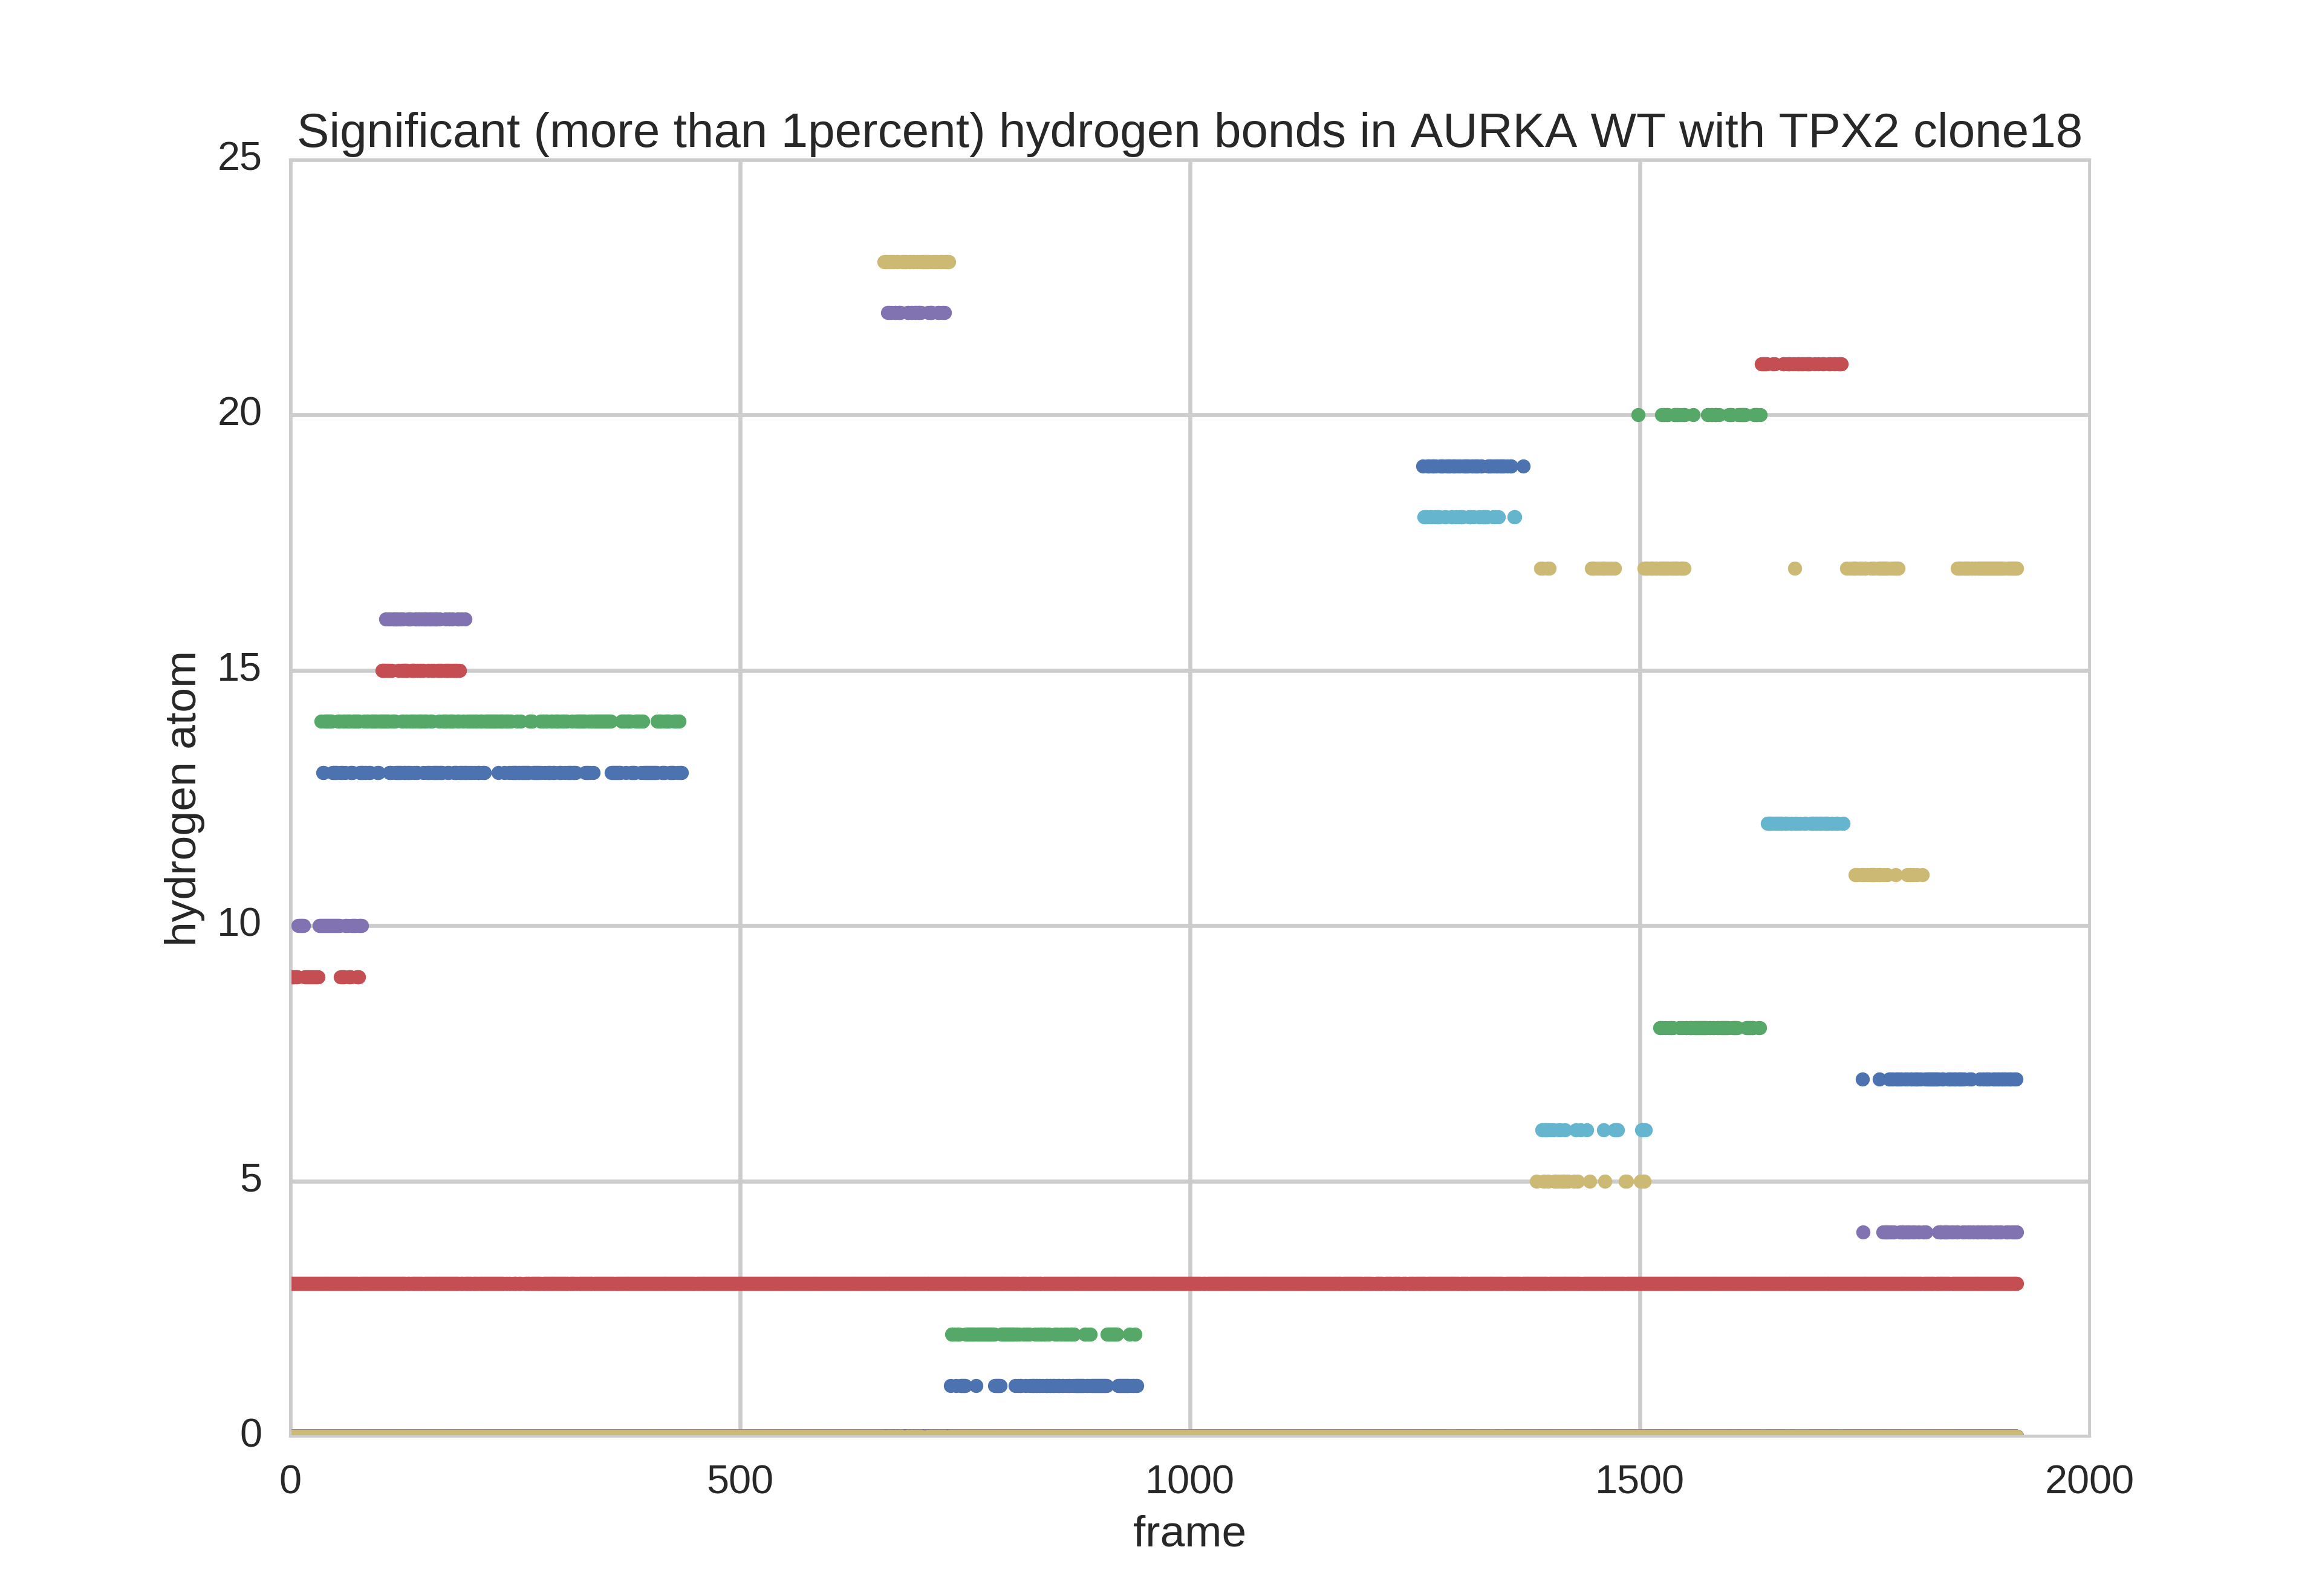 Significant (more than 1percent) hydrogen bonds in AURKA WT with TPX2 clone18
25
20
15
10
5
0
hydrogen atom
0 500 1000 1500 2000
frame